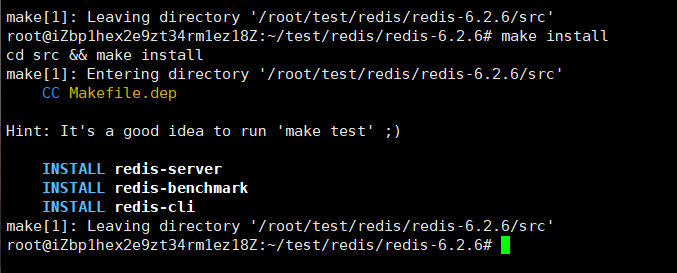 make[1]: Leaving directory '/root/test/redis/redis-6.2.6/src'
root@iZbp1hex2e9zt34rm1ez18Z:~/test/redis/redis-6.2.6# make install
cd src && make install
make[1]: Entering directory '/root/test/redis/redis-6.2.6/src'
    CC Makefile.dep
Hint: It's a good idea to run 'make test' ;)
    INSTALL redis-server
    INSTALL redis-benchmark
    INSTALL redis-cli
make[1]: Leaving directory '/root/test/redis/redis-6.2.6/src'
root@iZbp1hex2e9zt34rm1ez18Z:~/test/redis/redis-6.2.6#